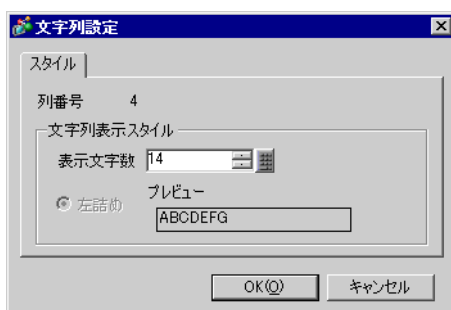 文字列設定
スタイル
列番号 4
文字列表示スタイル
表示文字数 14
左詰め プレビュー
ABCDEFG
OK(O) キャンセル